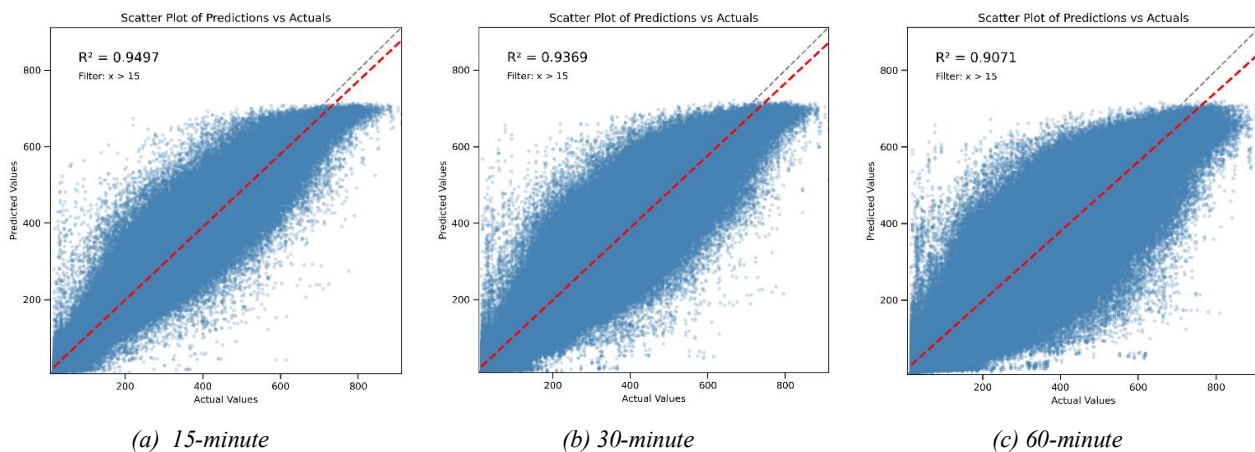 Scatter Plot of Predictions vs Actuals
R² = 0.9497
Filter: x > 15
Predicted Values
800
600
400
200
200
400
600
800
Actual Values
(a) 15-minute
Scatter Plot of Predictions vs Actuals
R² = 0.9369
Filter: x > 15
Predicted Values
800
600
400
200
200
400
600
800
Actual Values
(b) 30-minute
Scatter Plot of Predictions vs Actuals
R² = 0.9071
Filter: x > 15
Predicted Values
800
600
400
200
200
400
600
800
Actual Values
(c) 60-minute